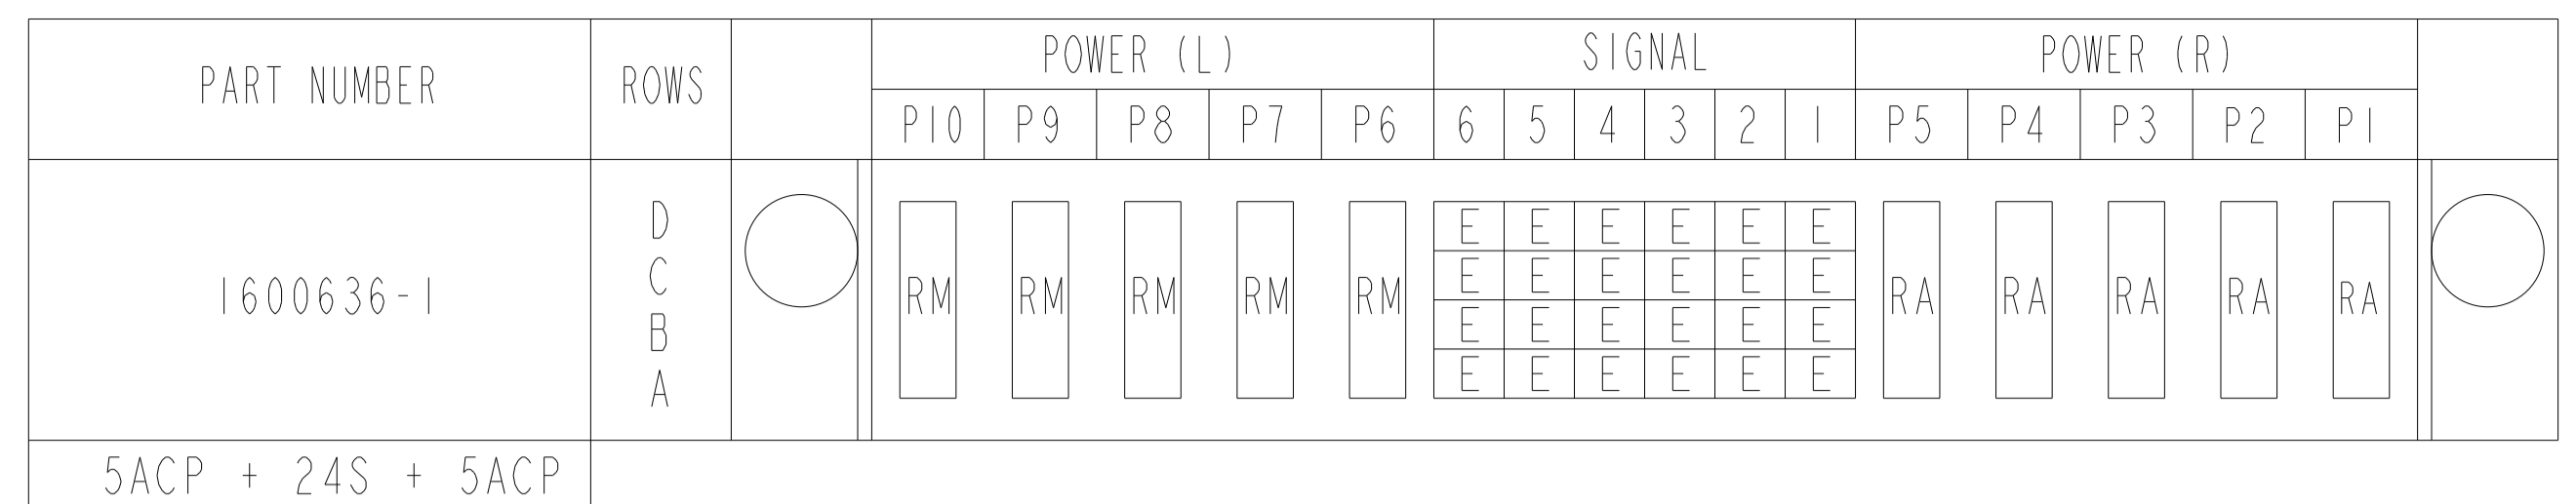 PART NUMBER ROWS POWER (L) SIGNAL POWER (R)
P10 P9 P8 P7 P6 6 5 4 3 2 1 P5 P4 P3 P2 P1
D E E E E E E
C E E E E E E
1600636-1 RM RM RM RM RM RA RA RA RA RA
B E E E E E E
A E E E E E E
5ACP + 24S + 5ACP